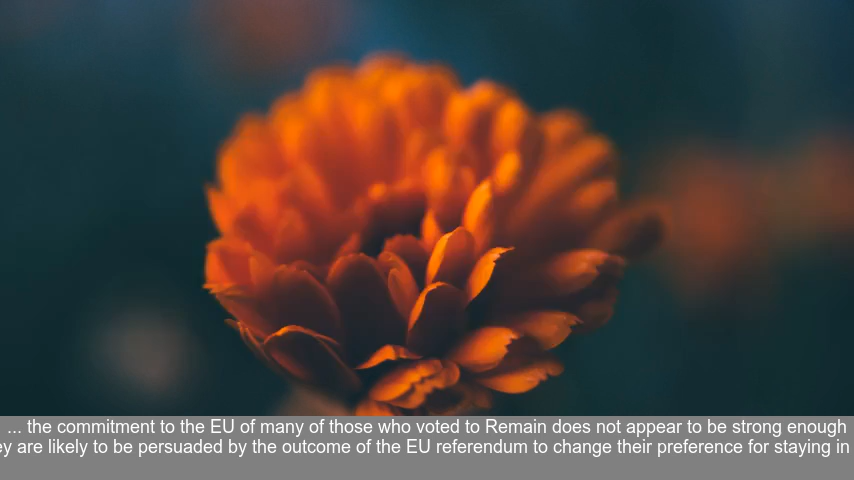 ... the commitment to the EU of many of those who voted to Remain does not appear to be strong enough
are likely to be persuaded by the outcome of the EU referendum to change their preference for staying in